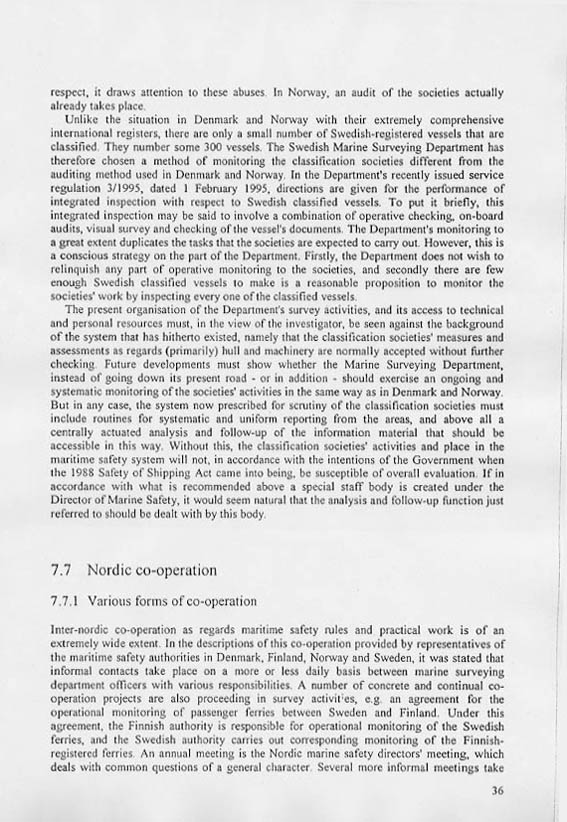 respect, it draws attention to these abuses. In Norway, an audit of the societies actually
already takes place.
Unlike the situation in Denmark and Norway with their extremely comprehensive
international registers, there are only a small number of Swedish-registered vessels that are
classified. They number some 300 vessels. The Swedish Marine Surveying Department has
therefore chosen a method of monitoring the classification societies different from the
auditing method used in Denmark and Norway. In the Department's recently issued service
regulation 3/1995, dated 1 February 1995, directions are given for the performance of
integrated inspection with respect to Swedish classified vessels. To put it briefly, this
integrated inspection may be said to involve a combination of operative checking, on-board
audits, visual survey and checking of the vessel's documents. The Department's monitoring to
a great extent duplicates the tasks that the societies are expected to carry out. However, this is
a conscious strategy on the part of the Department. Firstly, the Department does not wish to
relinquish any part of operative monitoring to the societies, and secondly there are few
enough Swedish classified vessels to make is a reasonable proposition to monitor the
societies' work by inspecting every one of the classified vessels.
The present organisation of the Department's survey activities, and its access to technical
and personal resources must, in the view of the investigator, be seen against the background
of the system that has hitherto existed, namely that the classification societies' measures and
assessments as regards (primarily) hull and machinery are normally accepted without further
checking. Future developments must show whether the Marine Surveying Department,
instead of going down its present road - or in addition - should exercise an ongoing and
systematic monitoring of the societies' activities in the same way as in Denmark and Norway.
But in any case, the system now prescribed for scrutiny of the classification societies must
include routines for systematic and uniform reporting from the areas, and above all a
centrally actuated analysis and follow-up of the information material that should be
accessible in this way. Without this, the classification societies' activities and place in the
maritime safety system will not, in accordance with the intentions of the Government when
the 1988 Safety of Shipping Act came into being, be susceptible of overall evaluation. If in
accordance with what is recommended above a special staff body is created under the
Director of Marine Safety, it would seem natural that the analysis and follow-up function just
referred to should be dealt with by this body.
7.7 Nordic co-operation
7.7.1 Various forms of co-operation
Inter-nordic co-operation as regards maritime safety rules and practical work is of an
extremely wide extent. In the descriptions of this co-operation provided by representatives of
the maritime safety authorities in Denmark, Finland, Norway and Sweden, it was stated that
informal contacts take place on a more or less daily basis between marine surveying
department officers with various responsibilities. A number of concrete and continual co-
operation projects are also proceeding in survey activities, e.g. an agreement for the
operational monitoring of passenger ferries between Sweden and Finland. Under this
agreement, the Finnish authority is responsible for operational monitoring of the Swedish
ferries, and the Swedish authority carries out corresponding monitoring of the Finnish-
registered ferries. An annual meeting is the Nordic marine safety directors' meeting, which
deals with common questions of a general character. Several more informal meetings take
36